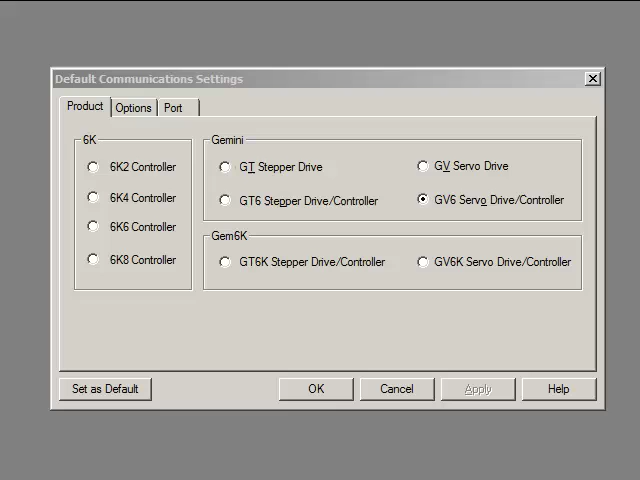 Default Communications Settings
Product Options Port
6K
6K2 Controller
6K4 Controller
6K6 Controller
6K8 Controller
Gemini
GT Stepper Drive
GV Servo Drive
GT6 Stepper Drive/Controller
GV6 Servo Drive/Controller
Gem6K
GT6K Stepper Drive/Controller
GV6K Servo Drive/Controller
Set as Default OK Cancel Apply Help